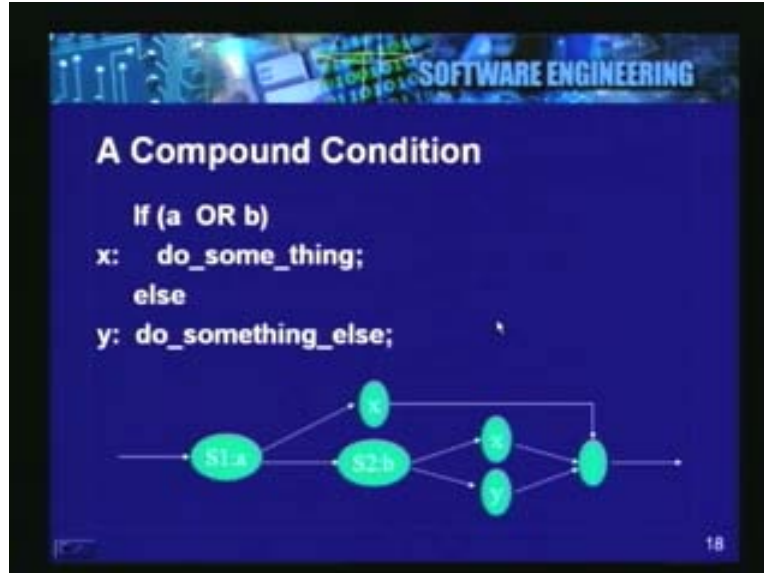 SOFTWARE ENGINEERING
A Compound Condition
If (a OR b)
x: do_some_thing;
else
y: do_something_else;
x
S1:a
S2:b
x
y
18